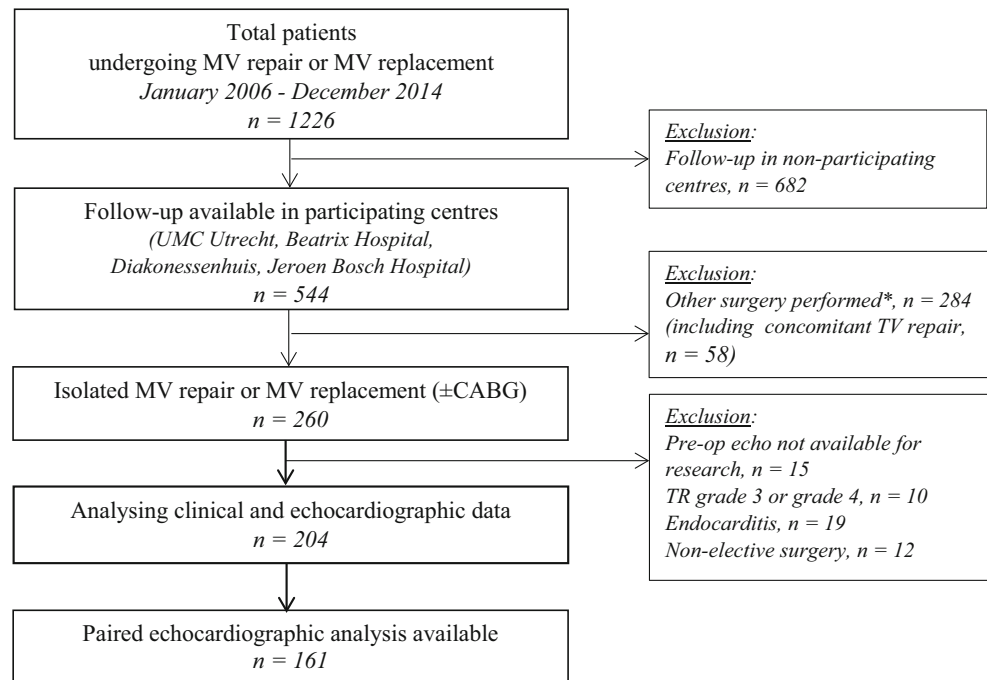 Total patients
undergoing MV repair or MV replacement
January 2006 - December 2014
n = 1226
Exclusion:
Follow-up in non-participating
centres, n = 682
Follow-up available in participating centres
(UMC Utrecht, Beatrix Hospital,
Diakonessenhuis, Jeroen Bosch Hospital)
n = 544
Exclusion:
Other surgery performed*, n = 284
(including concomitant TV repair,
n = 58)
Isolated MV repair or MV replacement (±CABG)
n = 260
Exclusion:
Pre-op echo not available for
research, n = 15
TR grade 3 or grade 4, n = 10
Endocarditis, n = 19
Non-elective surgery, n = 12
Analysing clinical and echocardiographic data
n = 204
Paired echocardiographic analysis available
n = 161